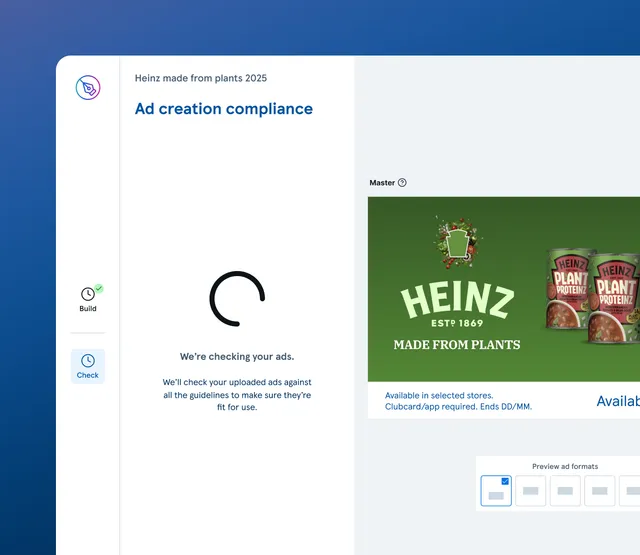 Heinz made from plants 2025
Ad creation compliance
Build
Check
We're checking your ads.
We'll check your uploaded ads against
all the guidelines to make sure they're
fit for use.
Master
HEINZ
ESTD 1869
MADE FROM PLANTS
HEINZ
PLANT
PROTEINZ
HEINZ
PLANT
PROTEINZ
Available in selected stores.
Clubcard/app required. Ends DD/MM.
Availab
Preview ad formats